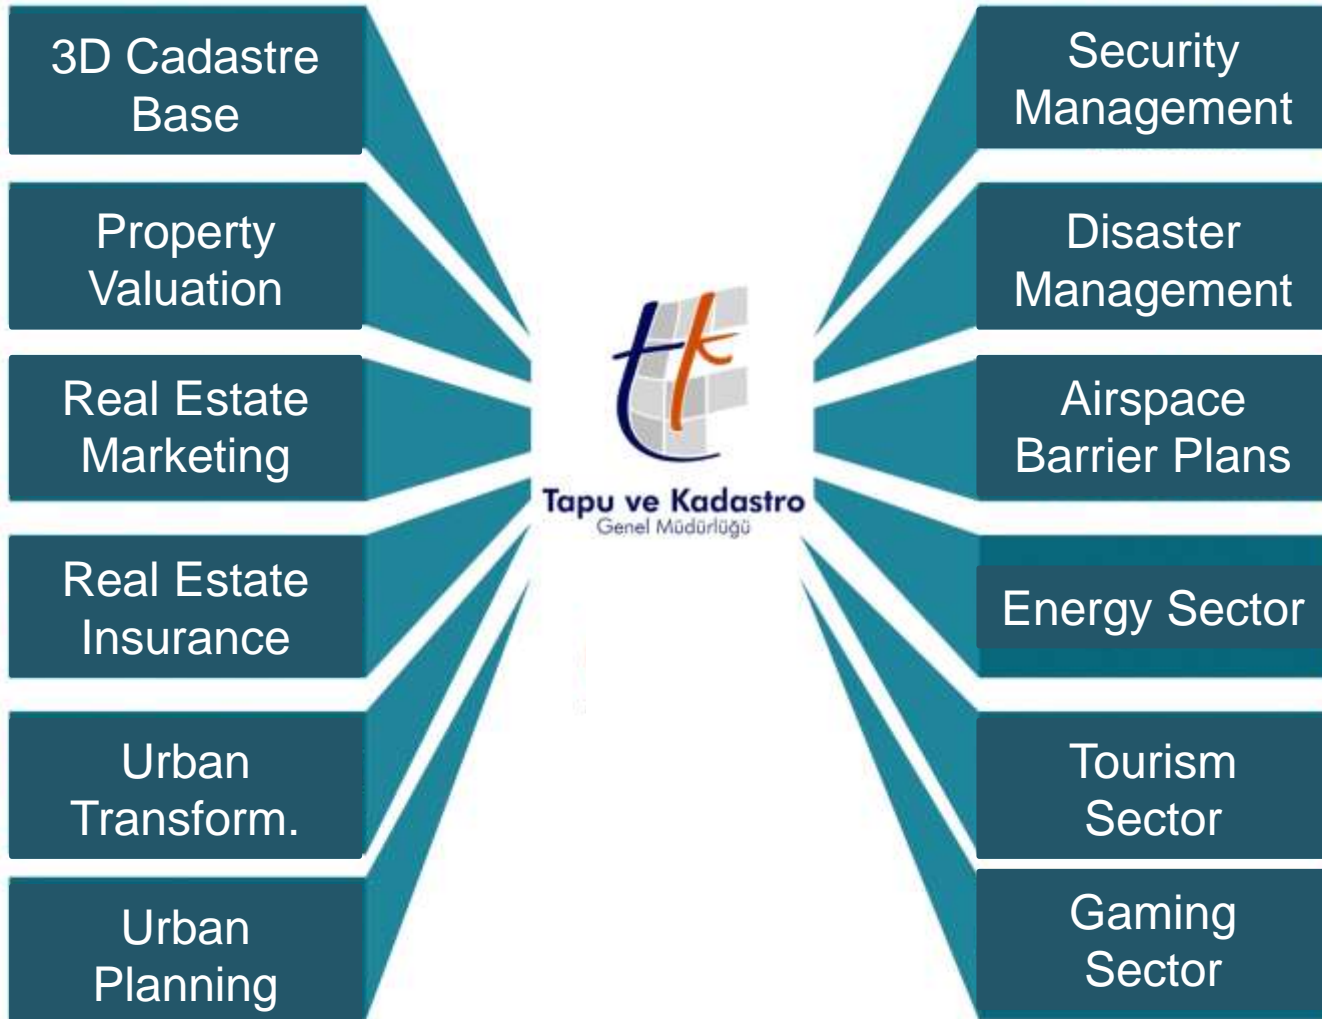 3D Cadastre
Base
Property
Valuation
Real Estate
Marketing
Real Estate
Insurance
Urban
Transform.
Urban
Planning
tk
Tapu ve Kadastro
Genel Müdürlüğü
Security
Management
Disaster
Management
Airspace
Barrier Plans
Energy Sector
Tourism
Sector
Gaming
Sector